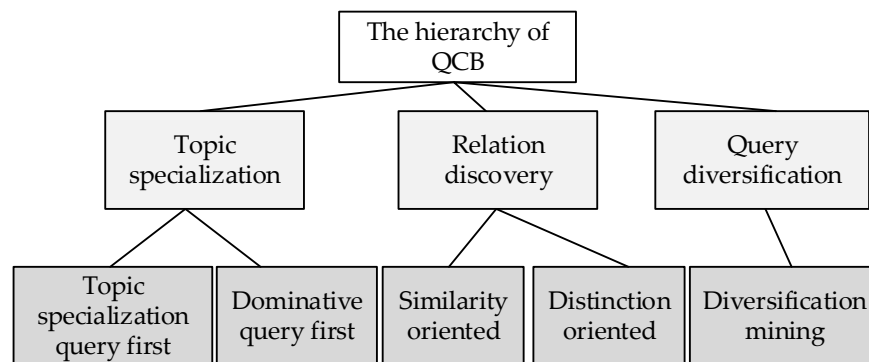 The hierarchy of
QCB
Topic
specialization
Relation
discovery
Query
diversification
Topic
specialization
query first
Dominative
query first
Similarity
oriented
Distinction
oriented
Diversification
mining